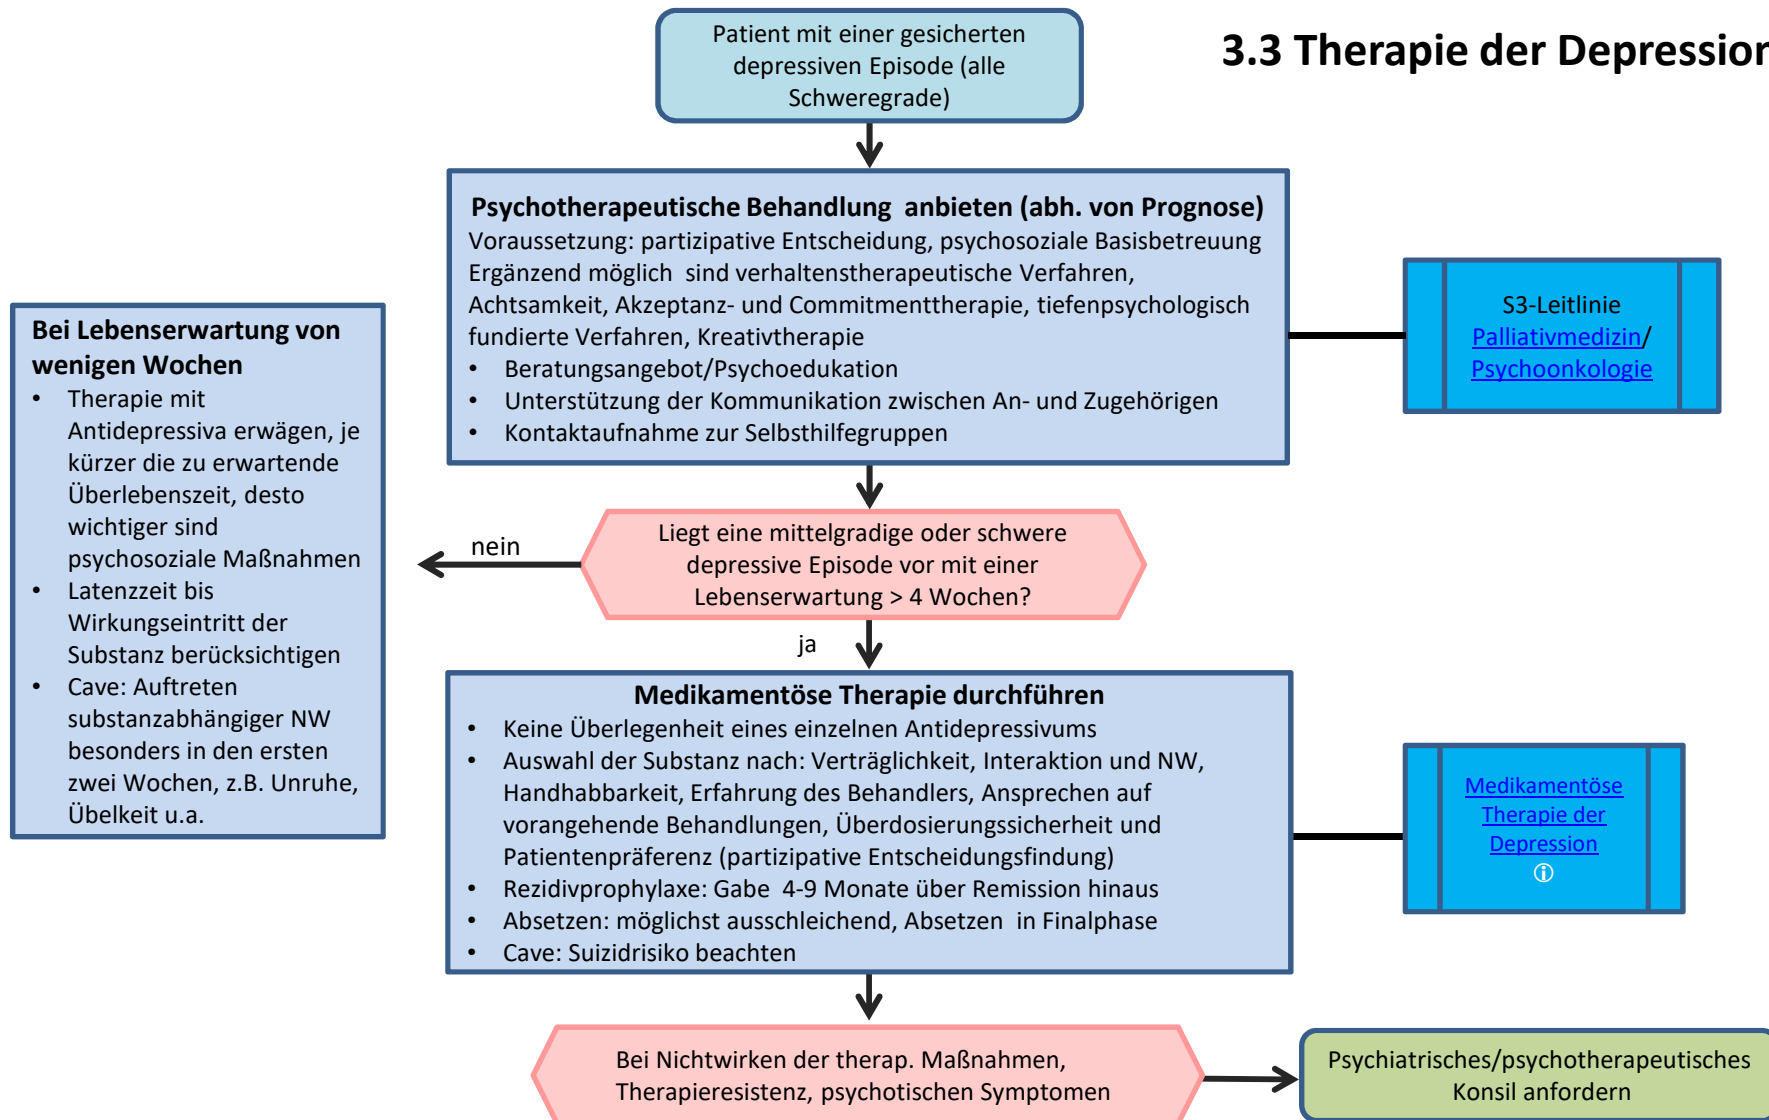 3.3 Therapie der Depression
Patient mit einer gesicherten
depressiven Episode (alle
Schweregrade)
Psychotherapeutische Behandlung anbieten (abh. von Prognose)
Voraussetzung: partizipative Entscheidung, psychosoziale Basisbetreuung
Ergänzend möglich sind verhaltenstherapeutische Verfahren,
Achtsamkeit, Akzeptanz- und Commitmenttherapie, tiefenpsychologisch
fundierte Verfahren, Kreativtherapie
• Beratungsangebot/Psychoedukation
• Unterstützung der Kommunikation zwischen An- und Zugehörigen
• Kontaktaufnahme zur Selbsthilfegruppen
S3-Leitlinie
Palliativmedizin/
Psychoonkologie
Bei Lebenserwartung von
wenigen Wochen
• Therapie mit
Antidepressiva erwägen, je
kürzer die zu erwartende
Überlebenszeit, desto
wichtiger sind
psychosoziale Maßnahmen
• Latenzzeit bis
Wirkungseintritt der
Substanz berücksichtigen
• Cave: Auftreten
substanzabhängiger NW
besonders in den ersten
zwei Wochen, z.B. Unruhe,
Übelkeit u.a.
nein
Liegt eine mittelgradige oder schwere
depressive Episode vor mit einer
Lebenserwartung > 4 Wochen?
ja
Medikamentöse Therapie durchführen
• Keine Überlegenheit eines einzelnen Antidepressivums
• Auswahl der Substanz nach: Verträglichkeit, Interaktion und NW,
Handhabbarkeit, Erfahrung des Behandlers, Ansprechen auf
vorangehende Behandlungen, Überdosierungssicherheit und
Patientenpräferenz (partizipative Entscheidungsfindung)
• Rezidivprophylaxe: Gabe 4-9 Monate über Remission hinaus
• Absetzen: möglichst ausschleichend, Absetzen in Finalphase
• Cave: Suizidrisiko beachten
Medikamentöse
Therapie der
Depression
🛈
Bei Nichtwirken der therap. Maßnahmen,
Therapieresistenz, psychotischen Symptomen
Psychiatrisches/psychotherapeutisches
Konsil anfordern